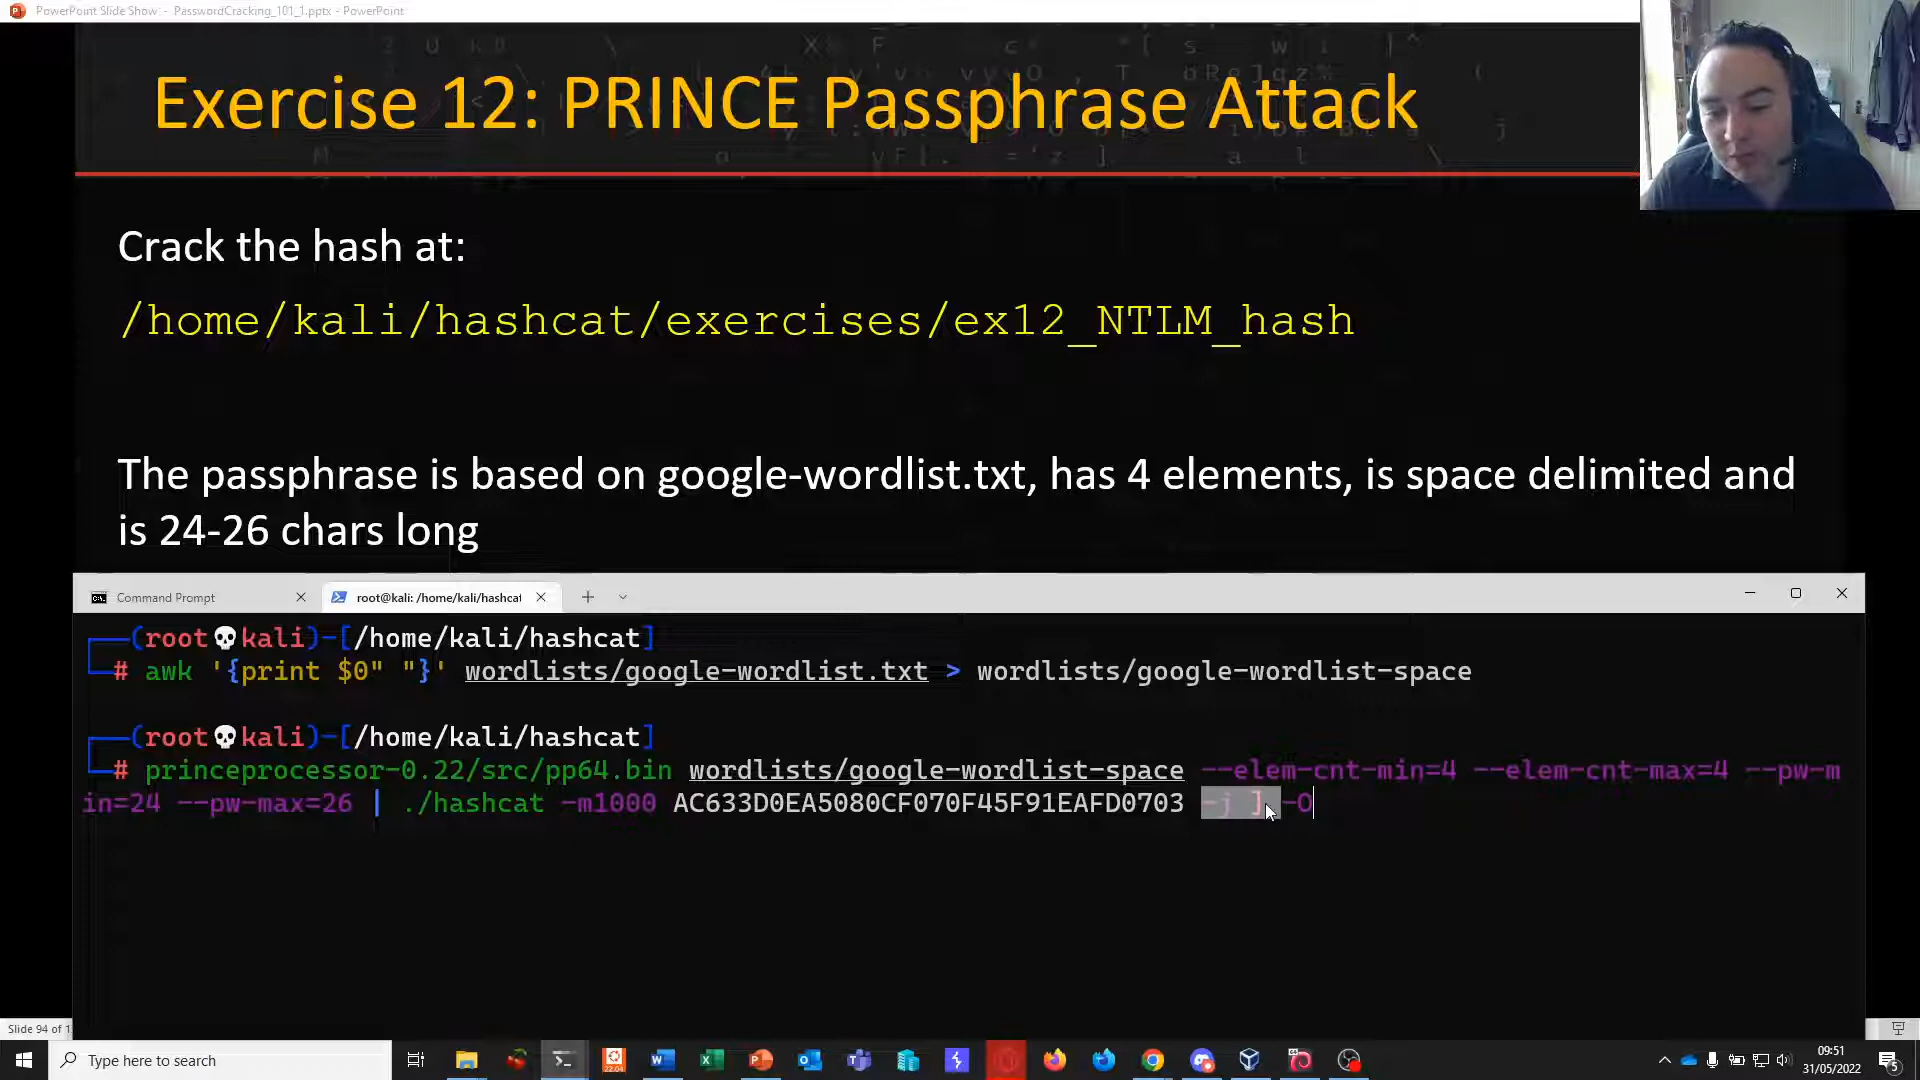 PowerPoint Slide Show - PasswordCracking_101_1.pptx - PowerPoint
Exercise 12: PRINCE Passphrase Attack
Crack the hash at:
/home/kali/hashcat/exercises/ex12_NTLM_hash
The passphrase is based on google-wordlist.txt, has 4 elements, is space delimited and
is 24-26 chars long
Command Prompt
root@kali: /home/kali/hashcat
(root💀kali)-[/home/kali/hashcat]
# awk '{print $0" "}' wordlists/google-wordlist.txt > wordlists/google-wordlist-space
(root💀kali)-[/home/kali/hashcat]
# princeprocessor-0.22/src/pp64.bin wordlists/google-wordlist-space --elem-cnt-min=4 --elem-cnt-max=4 --pw-m
in=24 --pw-max=26 | ./hashcat -m1000 AC633D0EA5080CF070F45F91EAFD0703 -j ] -O
Slide 94 of 1
Type here to search
22.04
09:51
31/05/2022
5